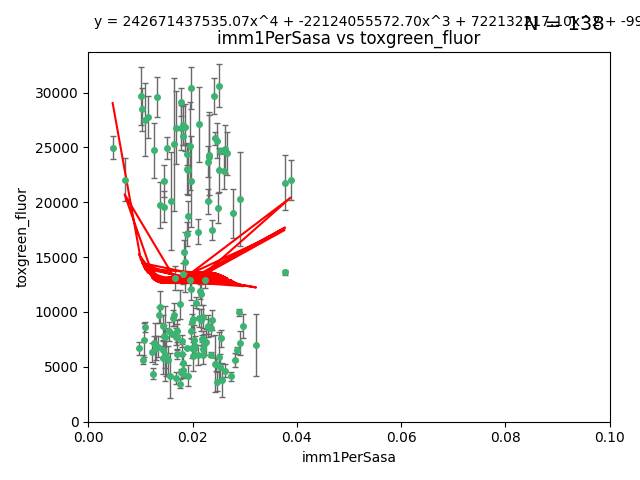 y = 242671437535.07x^4 + -22124055572.70x^3 + + -99
N = 138
imm1PerSasa vs toxgreen_fluor
toxgreen_fluor
30000
25000
20000
15000
10000
5000
0
0.00 0.02 0.04 0.06 0.08 0.10
imm1PerSasa